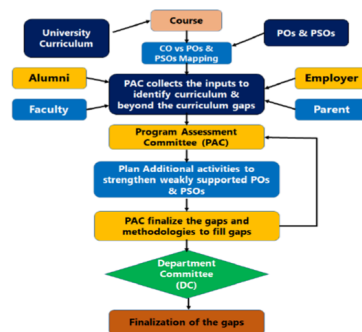 Course
University
Curriculum
POs & PSOs
CO vs POs &
PSOs Mapping
Alumni
Employer
PAC collects the inputs to
identify curriculum &
beyond the curriculum gaps
Faculty
Parent
Program Assessment
Committee (PAC)
Plan Additional activities to
strengthen weakly supported POs
& PSOs
PAC finalize the gaps and
methodologies to fill gaps
Department
Committee
(DC)
Finalization of the gaps